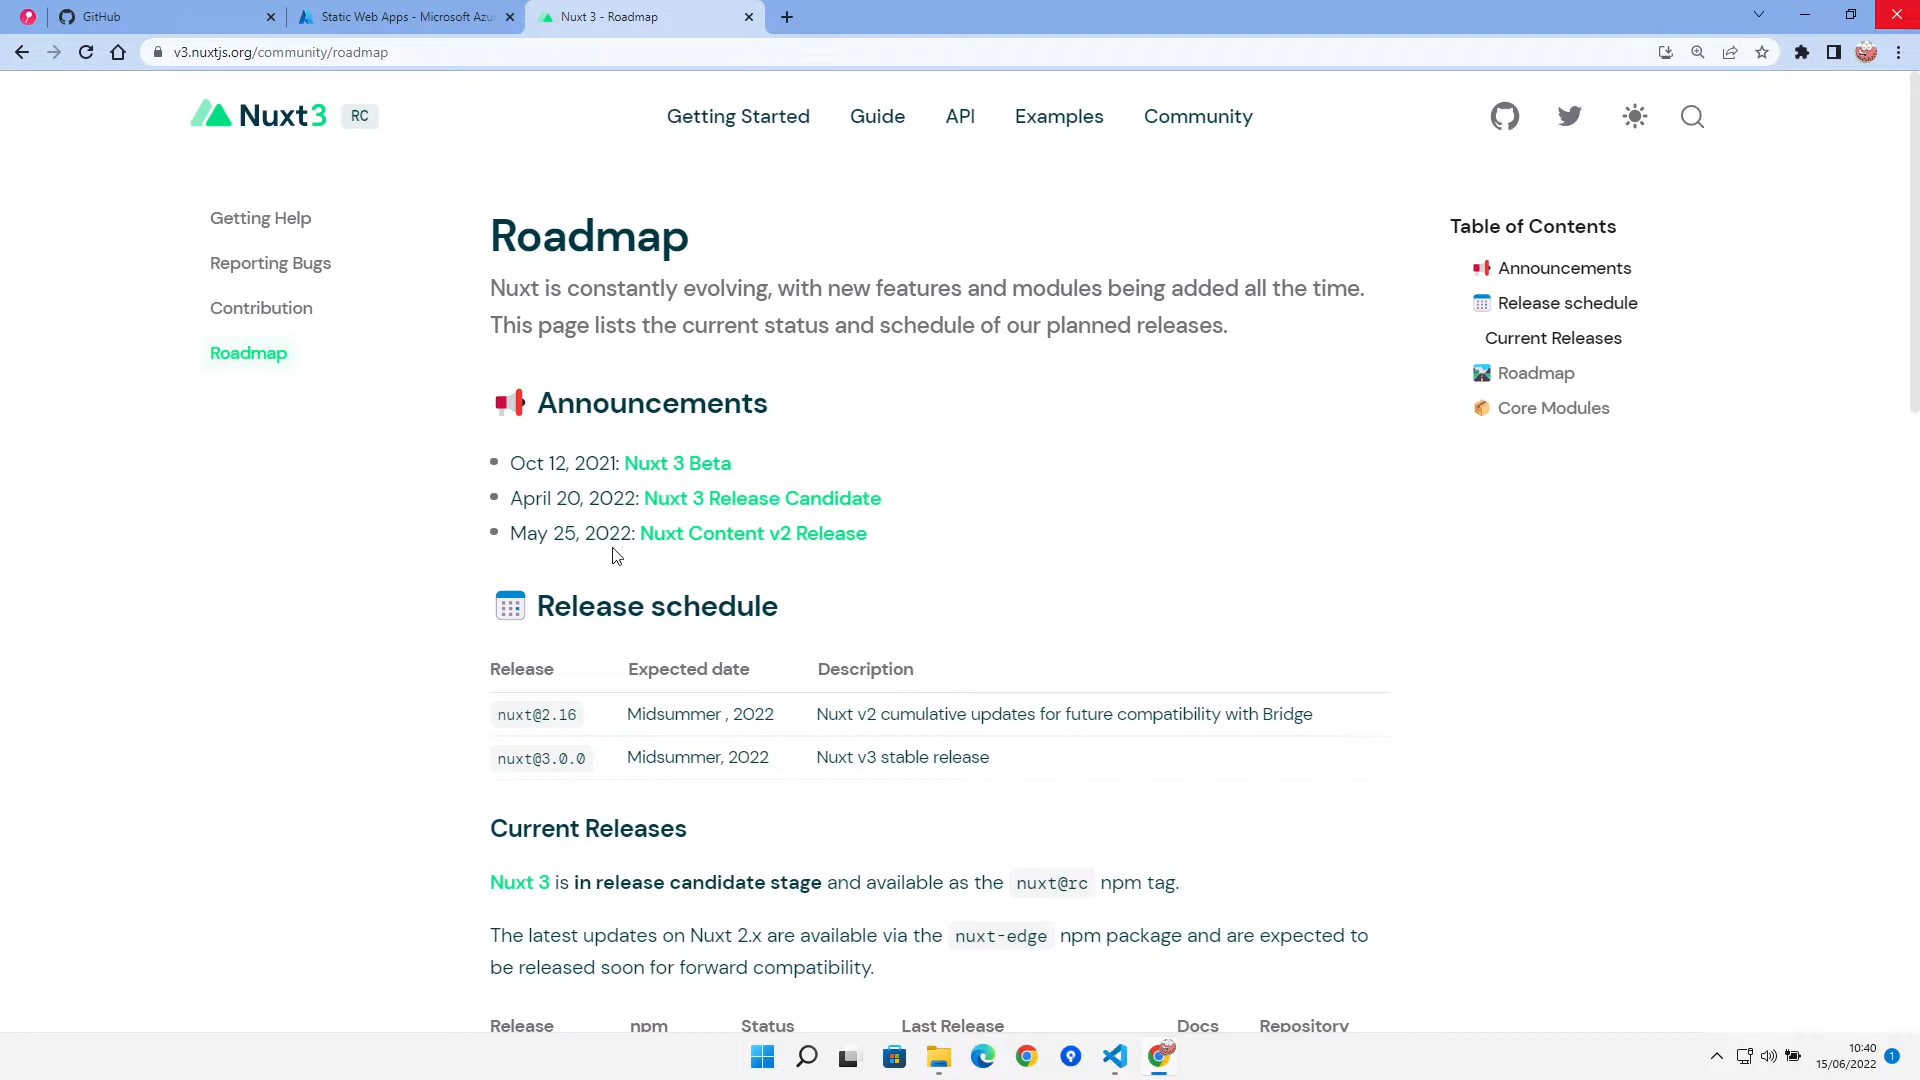 GitHub
Static Web Apps - Microsoft Azu
Nuxt 3 - Roadmap
v3.nuxtjs.org/community/roadmap
Nuxt3 RC
Getting Started
Guide
API
Examples
Community
Getting Help
Reporting Bugs
Contribution
Roadmap
Roadmap
Nuxt is constantly evolving, with new features and modules being added all the time.
This page lists the current status and schedule of our planned releases.
Announcements
Oct 12, 2021: Nuxt 3 Beta
April 20, 2022: Nuxt 3 Release Candidate
May 25, 2022: Nuxt Content v2 Release
Release schedule
Release Expected date Description
nuxt@2.16 Midsummer , 2022 Nuxt v2 cumulative updates for future compatibility with Bridge
nuxt@3.0.0 Midsummer, 2022 Nuxt v3 stable release
Current Releases
Nuxt 3 is in release candidate stage and available as the nuxt@rc npm tag.
The latest updates on Nuxt 2.x are available via the nuxt-edge npm package and are expected to
be released soon for forward compatibility.
Release npm Status Last Release Docs Repository
Table of Contents
Announcements
Release schedule
Current Releases
Roadmap
Core Modules
10:40
15/06/2022
1